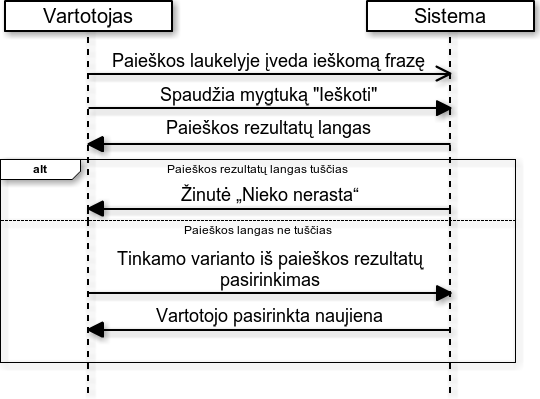 Vartotojas
Sistema
Paieškos laukelyje įveda ieškomą frazę
Spaudžia mygtuką "Ieškoti"
Paieškos rezultatų langas
alt
Paieškos rezultatų langas tuščias
Žinutė „Nieko nerasta“
Paieškos langas ne tuščias
Tinkamo varianto iš paieškos rezultatų
pasirinkimas
Vartotojo pasirinkta naujiena